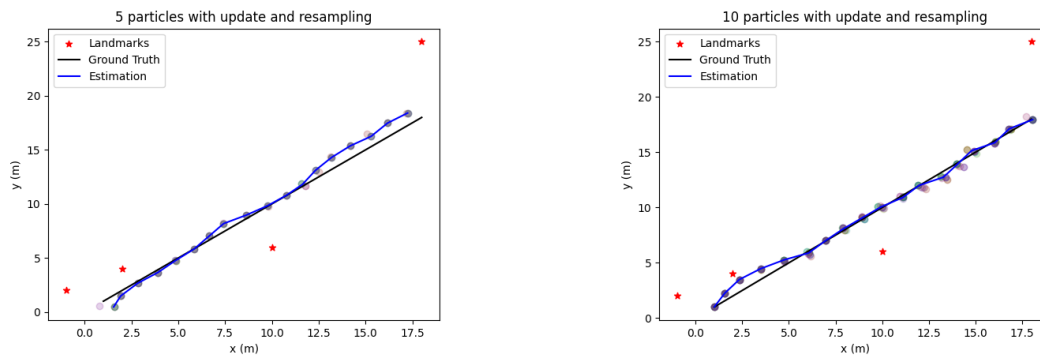 5 particles with update and resampling
Landmarks
Ground Truth
Estimation
25
20
15
10
5
0
y (m)
0.0 2.5 5.0 7.5 10.0 12.5 15.0 17.5
x (m)
10 particles with update and resampling
Landmarks
Ground Truth
Estimation
25
20
15
10
5
0
y (m)
0.0 2.5 5.0 7.5 10.0 12.5 15.0 17.5
x (m)